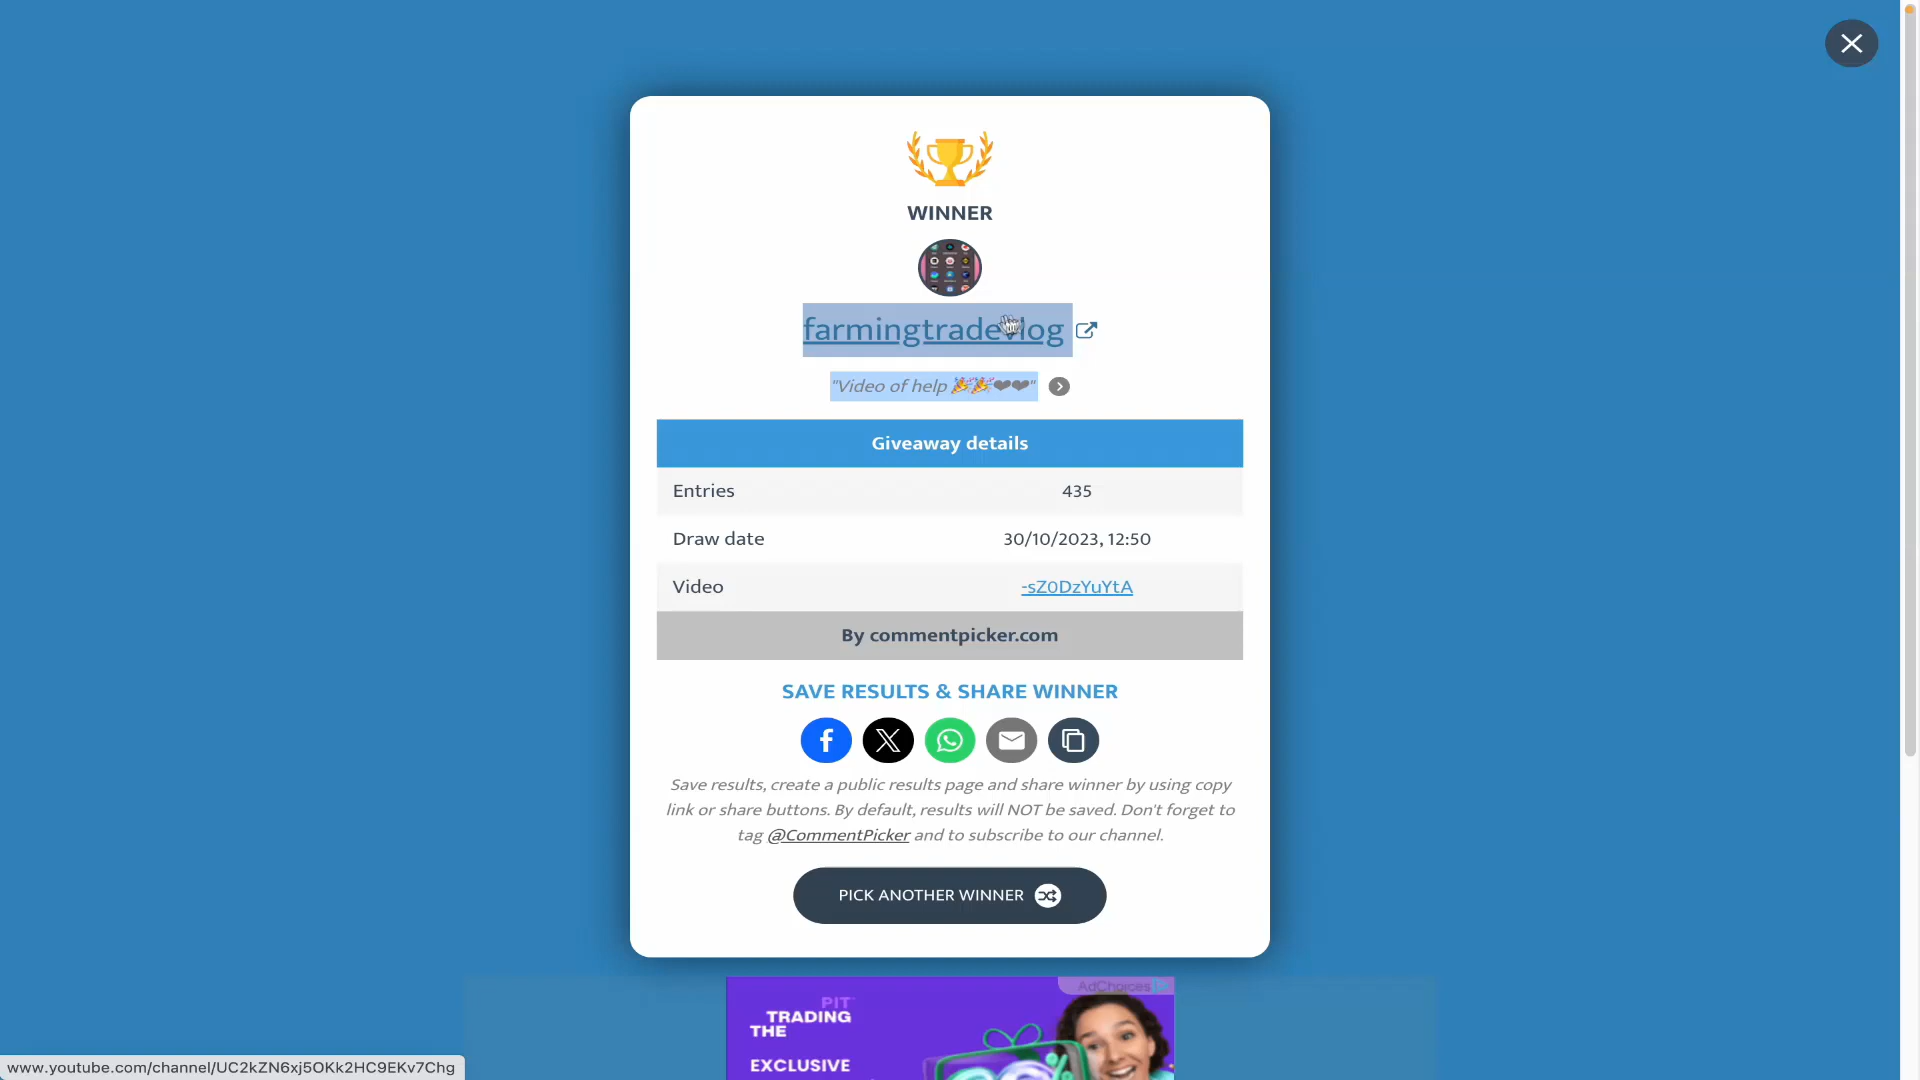 WINNER
farmingtradevlog
"Video of help 🎉🎉❤❤"
Giveaway details
Entries 435
Draw date 30/10/2023, 12:50
Video -sZ0DzYuYtA
By commentpicker.com
SAVE RESULTS & SHARE WINNER
Save results, create a public results page and share winner by using copy
link or share buttons. By default, results will NOT be saved. Don't forget to
tag @CommentPicker and to subscribe to our channel.
PICK ANOTHER WINNER
AdChoices
PIT
TRADING
THE
EXCLUSIVE
www.youtube.com/channel/UC2kZN6xj5OKk2HC9EKv7Chg